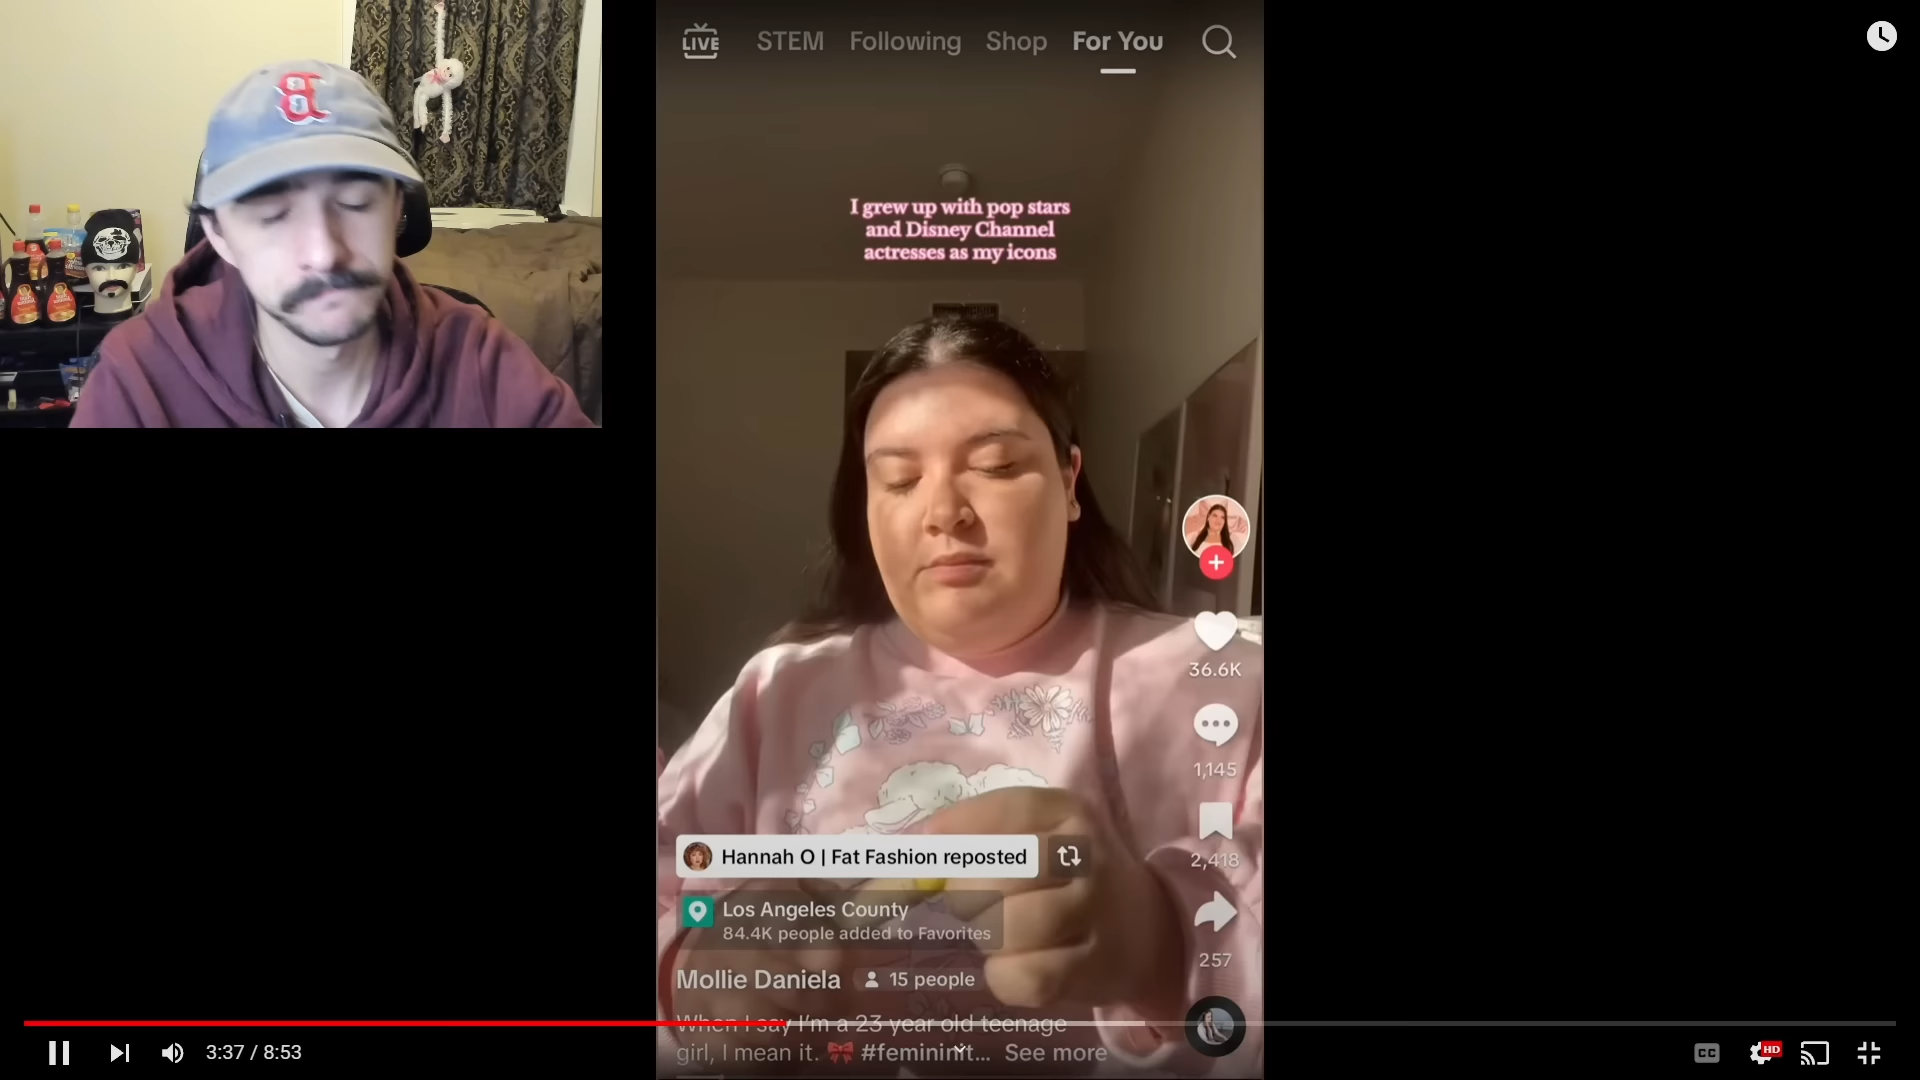 B
LIVE
STEM Following Shop For You
I grew up with pop stars
and Disney Channel
actresses as my icons
36.6K
1,145
2,418
257
Hannah O | Fat Fashion reposted
Los Angeles County
84.4K people added to Favorites
Mollie Daniela 15 people
When I say I'm a 23 year old teenage
girl, I mean it. 🎀 #femininit... See more
3:37 / 8:53
CC
HD